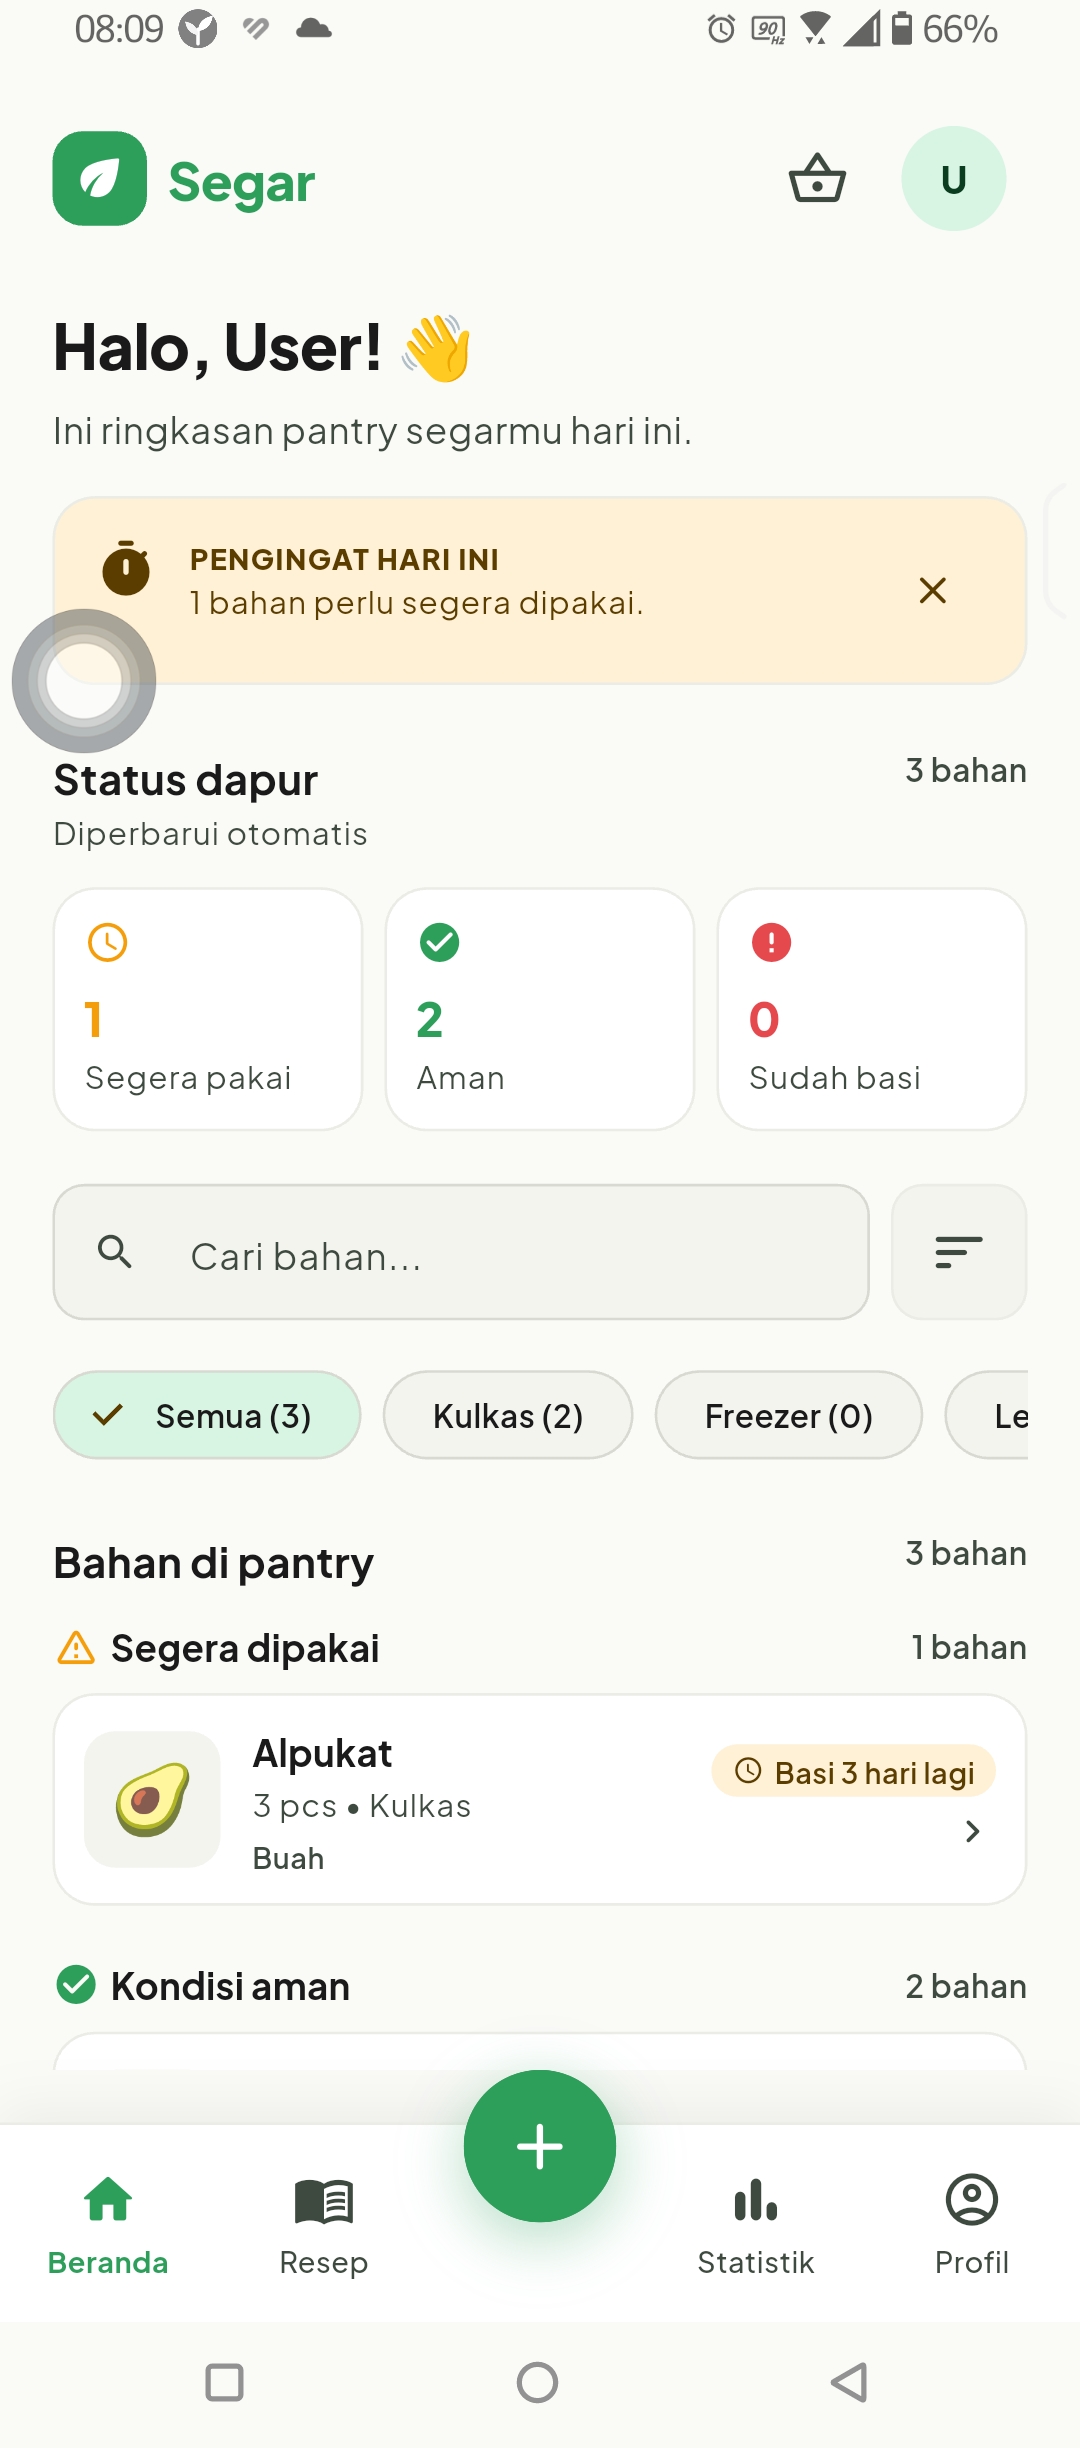 08:09
90
Hz
66%
Segar
U
Halo, User! 👋
Ini ringkasan pantry segarmu hari ini.
PENGINGAT HARI INI
1 bahan perlu segera dipakai.
Status dapur
3 bahan
Diperbarui otomatis
1
Segera pakai
2
Aman
0
Sudah basi
Cari bahan...
Semua (3)
Kulkas (2)
Freezer (0)
Le
Bahan di pantry
3 bahan
Segera dipakai
1 bahan
Alpukat
3 pcs • Kulkas
Buah
Basi 3 hari lagi
Kondisi aman
2 bahan
Beranda
Resep
Statistik
Profil